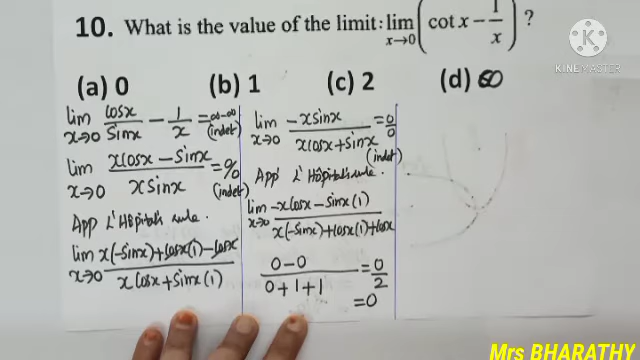 10. What is the value of the limit: lim x→0 (cot x − 1/x) ?
KINEMASTER
(a) 0 (b) 1 (c) 2 (d) ∞
lim x→0 cosx/sinx − 1/x = ∞−∞ (indet)
lim x→0 xcosx − sinx / xsinx = 0/0 (indet)
App L'Hôpital's rule.
lim x→0 x(−sinx)+cosx(1)−cosx / xcosx+sinx(1)
lim x→0 −xsinx / xcosx+sinx = 0/0 (indet)
App L'Hôpital's rule.
lim x→0 −xcosx − sinx(1) / x(−sinx)+cosx(1)+cosx
0−0 / 0+1+1 = 0/2
=0
Mrs BHARATHY